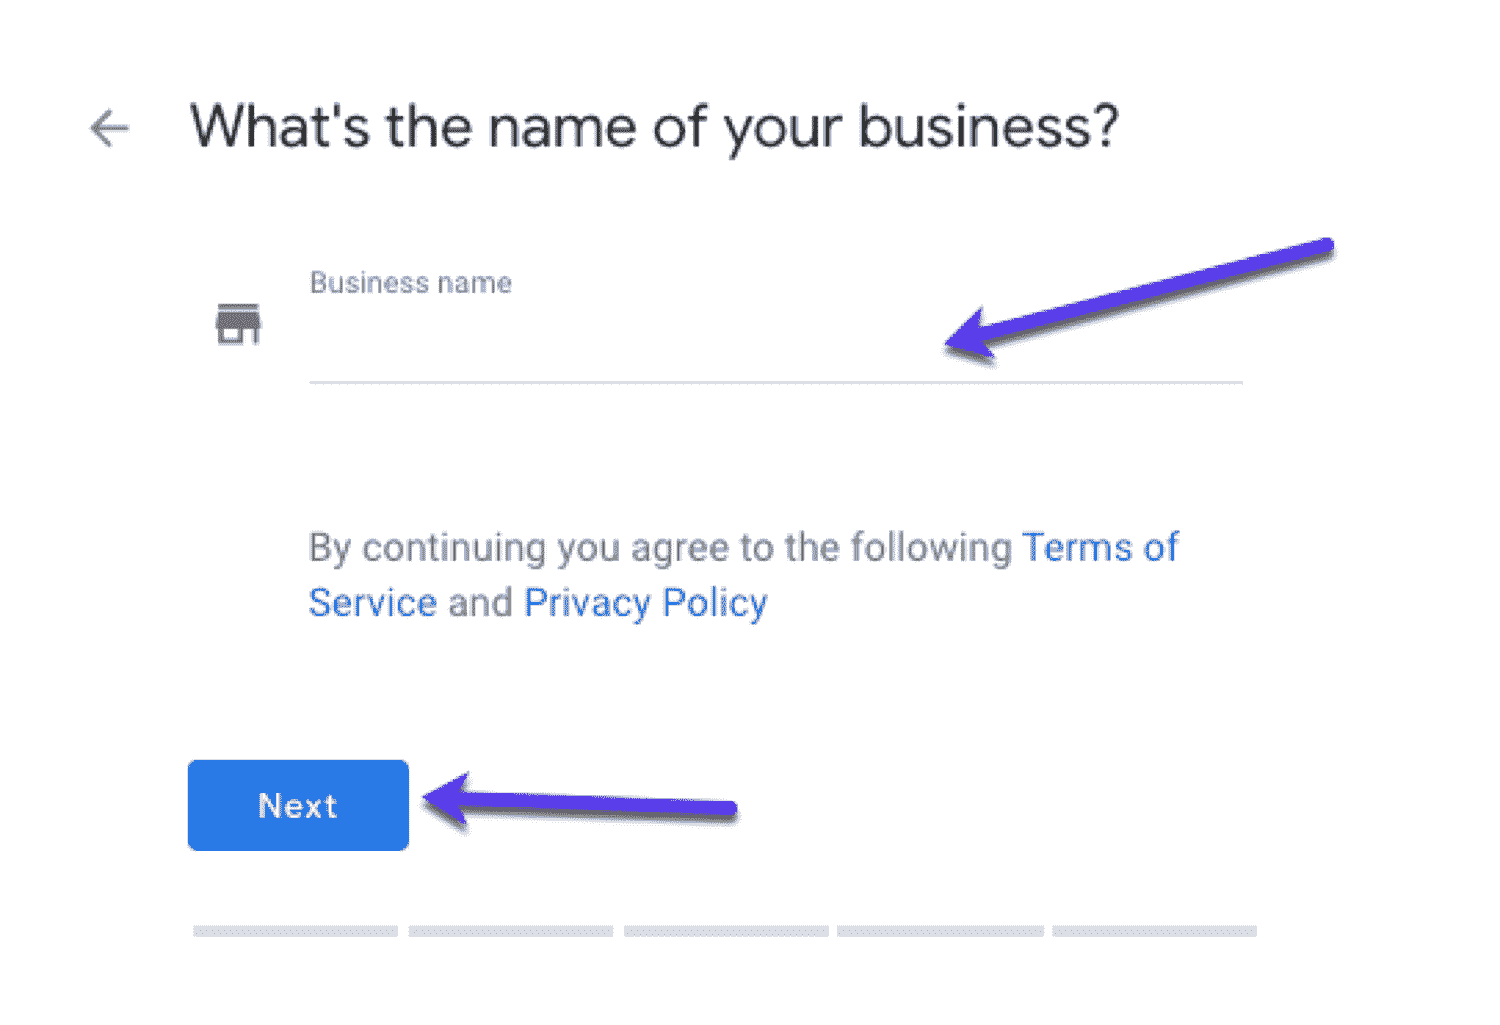 What's the name of your business?
Business name
By continuing you agree to the following Terms of
Service and Privacy Policy
Next